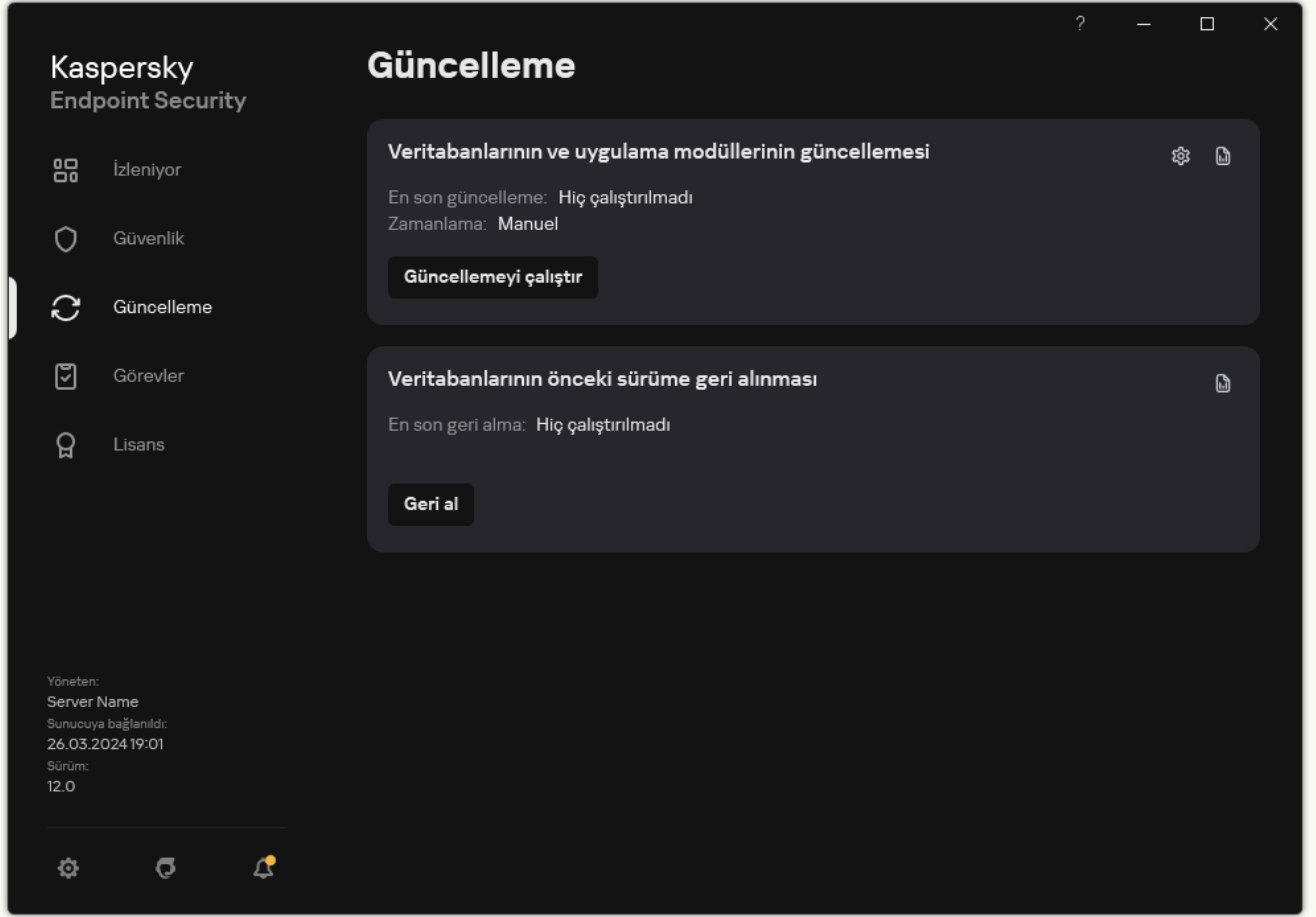 ?
Kaspersky
Endpoint Security
İzleniyor
Güvenlik
Güncelleme
Görevler
Lisans
Yöneten:
Server Name
Sunucuya bağlanıldı:
26.03.2024 19:01
Sürüm:
12.0
Güncelleme
Veritabanlarının ve uygulama modüllerinin güncellemesi
En son güncelleme: Hiç çalıştırılmadı
Zamanlama: Manuel
Güncellemeyi çalıştır
Veritabanlarının önceki sürüme geri alınması
En son geri alma: Hiç çalıştırılmadı
Geri al